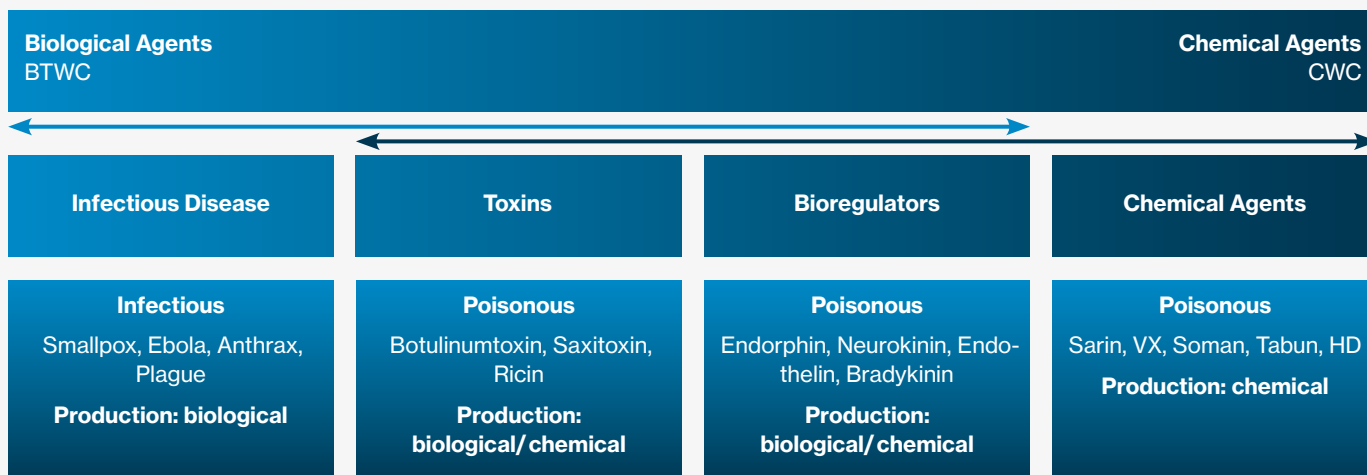 Biological Agents
BTWC
Chemical Agents
CWC
Infectious Disease
Toxins
Bioregulators
Chemical Agents
Infectious
Smallpox, Ebola, Anthrax,
Plague
Production: biological
Poisonous
Botulinumtoxin, Saxitoxin,
Ricin
Production:
biological/chemical
Poisonous
Endorphin, Neurokinin, Endo-
thelin, Bradykinin
Production:
biological/chemical
Poisonous
Sarin, VX, Soman, Tabun, HD
Production: chemical